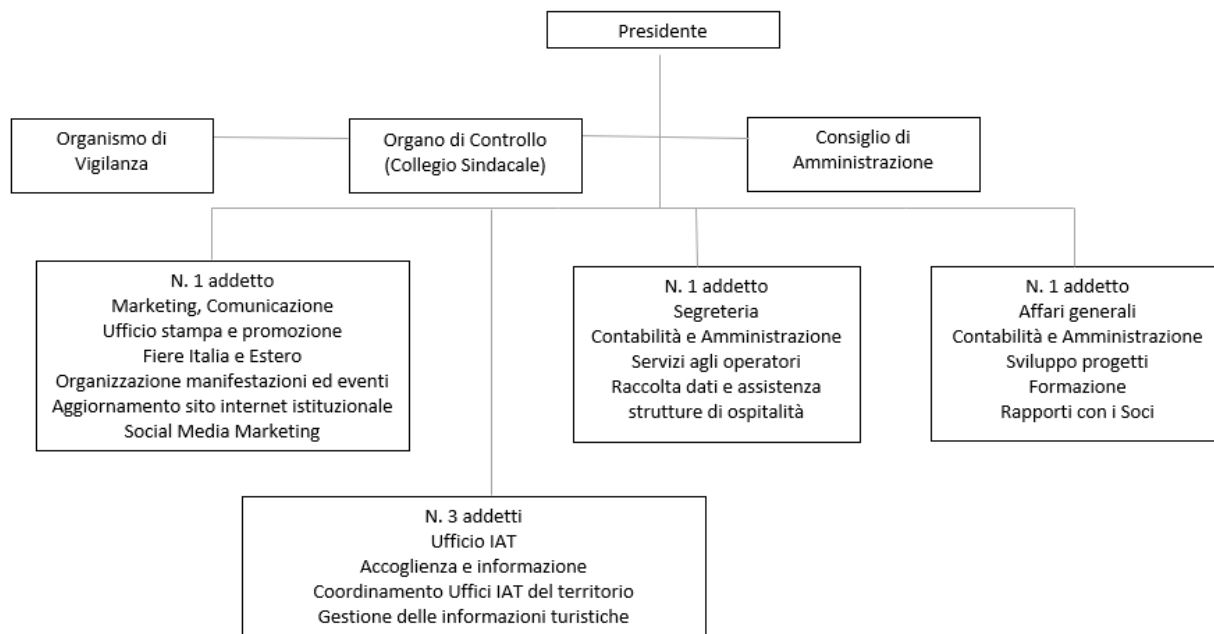 Presidente
Organismo di
Vigilanza
Organo di Controllo
(Collegio Sindacale)
Consiglio di
Amministrazione
N. 1 addetto
Marketing, Comunicazione
Ufficio stampa e promozione
Fiere Italia e Estero
Organizzazione manifestazioni ed eventi
Aggiornamento sito internet istituzionale
Social Media Marketing
N. 1 addetto
Segreteria
Contabilità e Amministrazione
Servizi agli operatori
Raccolta dati e assistenza
strutture di ospitalità
N. 1 addetto
Affari generali
Contabilità e Amministrazione
Sviluppo progetti
Formazione
Rapporti con i Soci
N. 3 addetti
Ufficio IAT
Accoglienza e informazione
Coordinamento Uffici IAT del territorio
Gestione delle informazioni turistiche